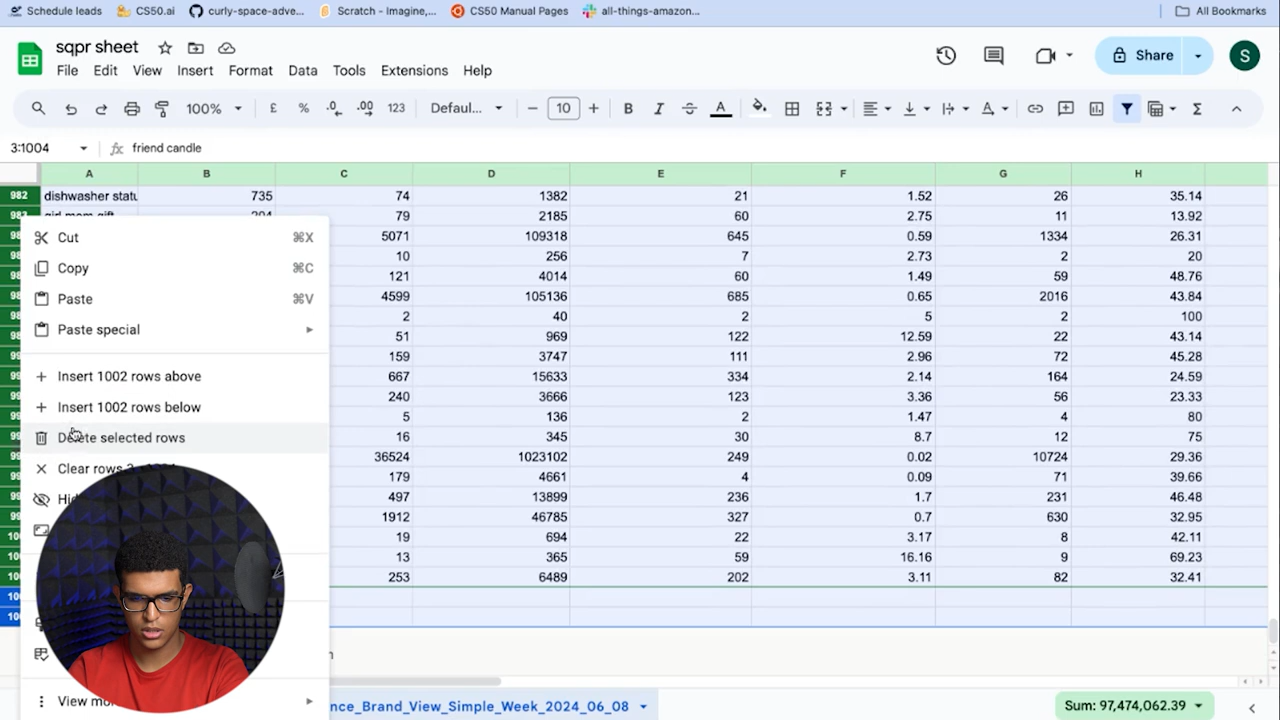 Schedule leads CS50.ai curly-space-adve... Scratch - Imagine,... CS50 Manual Pages all-things-amazon... All Bookmarks
sqpr sheet
File Edit View Insert Format Data Tools Extensions Help
Share
S
100% £ % .0 .00 123 Defaul... 10 B I S A
3:1004 fx friend candle
A B C D E F G H
982 dishwasher statu 735 74 1382 21 1.52 26 35.14
79 2185 60 2.75 11 13.92
5071 109318 645 0.59 1334 26.31
10 256 7 2.73 2 20
121 4014 60 1.49 59 48.76
4599 105136 685 0.65 2016 43.84
2 40 2 5 2 100
51 969 122 12.59 22 43.14
159 3747 111 2.96 72 45.28
667 15633 334 2.14 164 24.59
240 3666 123 3.36 56 23.33
5 136 2 1.47 4 80
16 345 30 8.7 12 75
36524 1023102 249 0.02 10724 29.36
179 4661 4 0.09 71 39.66
497 13899 236 1.7 231 46.48
1912 46785 327 0.7 630 32.95
19 694 22 3.17 8 42.11
13 365 59 16.16 9 69.23
253 6489 202 3.11 82 32.41
Cut ⌘X
Copy ⌘C
Paste ⌘V
Paste special
Insert 1002 rows above
Insert 1002 rows below
Delete selected rows
Clear rows
View
nce_Brand_View_Simple_Week_2024_06_08
Sum: 97,474,062.39